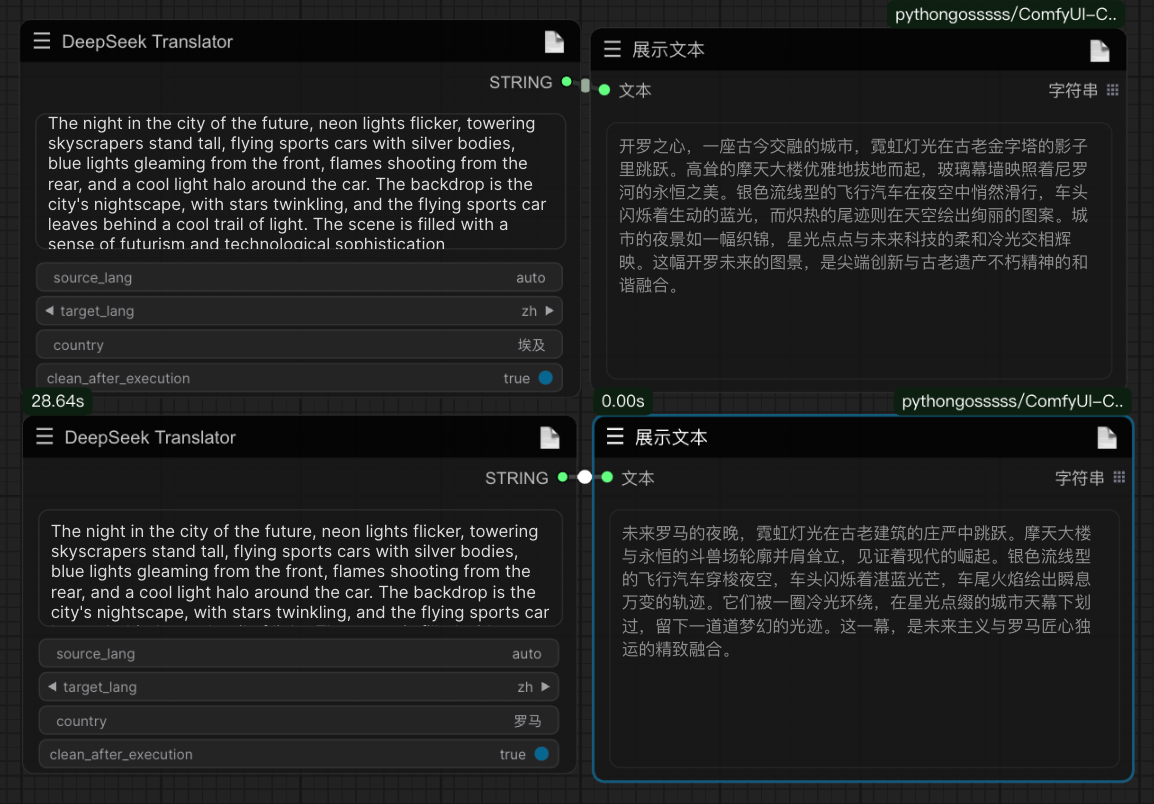 pythongosssss/ComfyUI-C..
DeepSeek Translator
STRING
The night in the city of the future, neon lights flicker, towering
skyscrapers stand tall, flying sports cars with silver bodies,
blue lights gleaming from the front, flames shooting from the
rear, and a cool light halo around the car. The backdrop is the
city's nightscape, with stars twinkling, and the flying sports car
leaves behind a cool trail of light. The scene is filled with a
sense of futurism and technological sophistication
source_lang auto
target_lang zh
country 埃及
clean_after_execution true
展示文本
文本 字符串
开罗之心，一座古今交融的城市，霓虹灯光在古老金字塔的影子
里跳跃。高耸的摩天大楼优雅地拔地而起，玻璃幕墙映照着尼罗
河的永恒之美。银色流线型的飞行汽车在夜空中悄然滑行，车头
闪烁着生动的蓝光，而炽热的尾迹则在天空绘出绚丽的图案。城
市的夜景如一幅织锦，星光点点与未来科技的柔和冷光交相辉
映。这幅开罗未来的图景，是尖端创新与古老遗产不朽精神的和
谐融合。
28.64s
DeepSeek Translator
STRING
The night in the city of the future, neon lights flicker, towering
skyscrapers stand tall, flying sports cars with silver bodies,
blue lights gleaming from the front, flames shooting from the
rear, and a cool light halo around the car. The backdrop is the
city's nightscape, with stars twinkling, and the flying sports car
source_lang auto
target_lang zh
country 罗马
clean_after_execution true
0.00s
pythongosssss/ComfyUI-C..
展示文本
文本 字符串
未来罗马的夜晚，霓虹灯光在古老建筑的庄严中跳跃。摩天大楼
与永恒的斗兽场轮廓并肩耸立，见证着现代的崛起。银色流线型
的飞行汽车穿梭夜空，车头闪烁着湛蓝光芒，车尾火焰绘出瞬息
万变的轨迹。它们被一圈冷光环绕，在星光点缀的城市天幕下划
过，留下一道道梦幻的光迹。这一幕，是未来主义与罗马匠心独
运的精致融合。